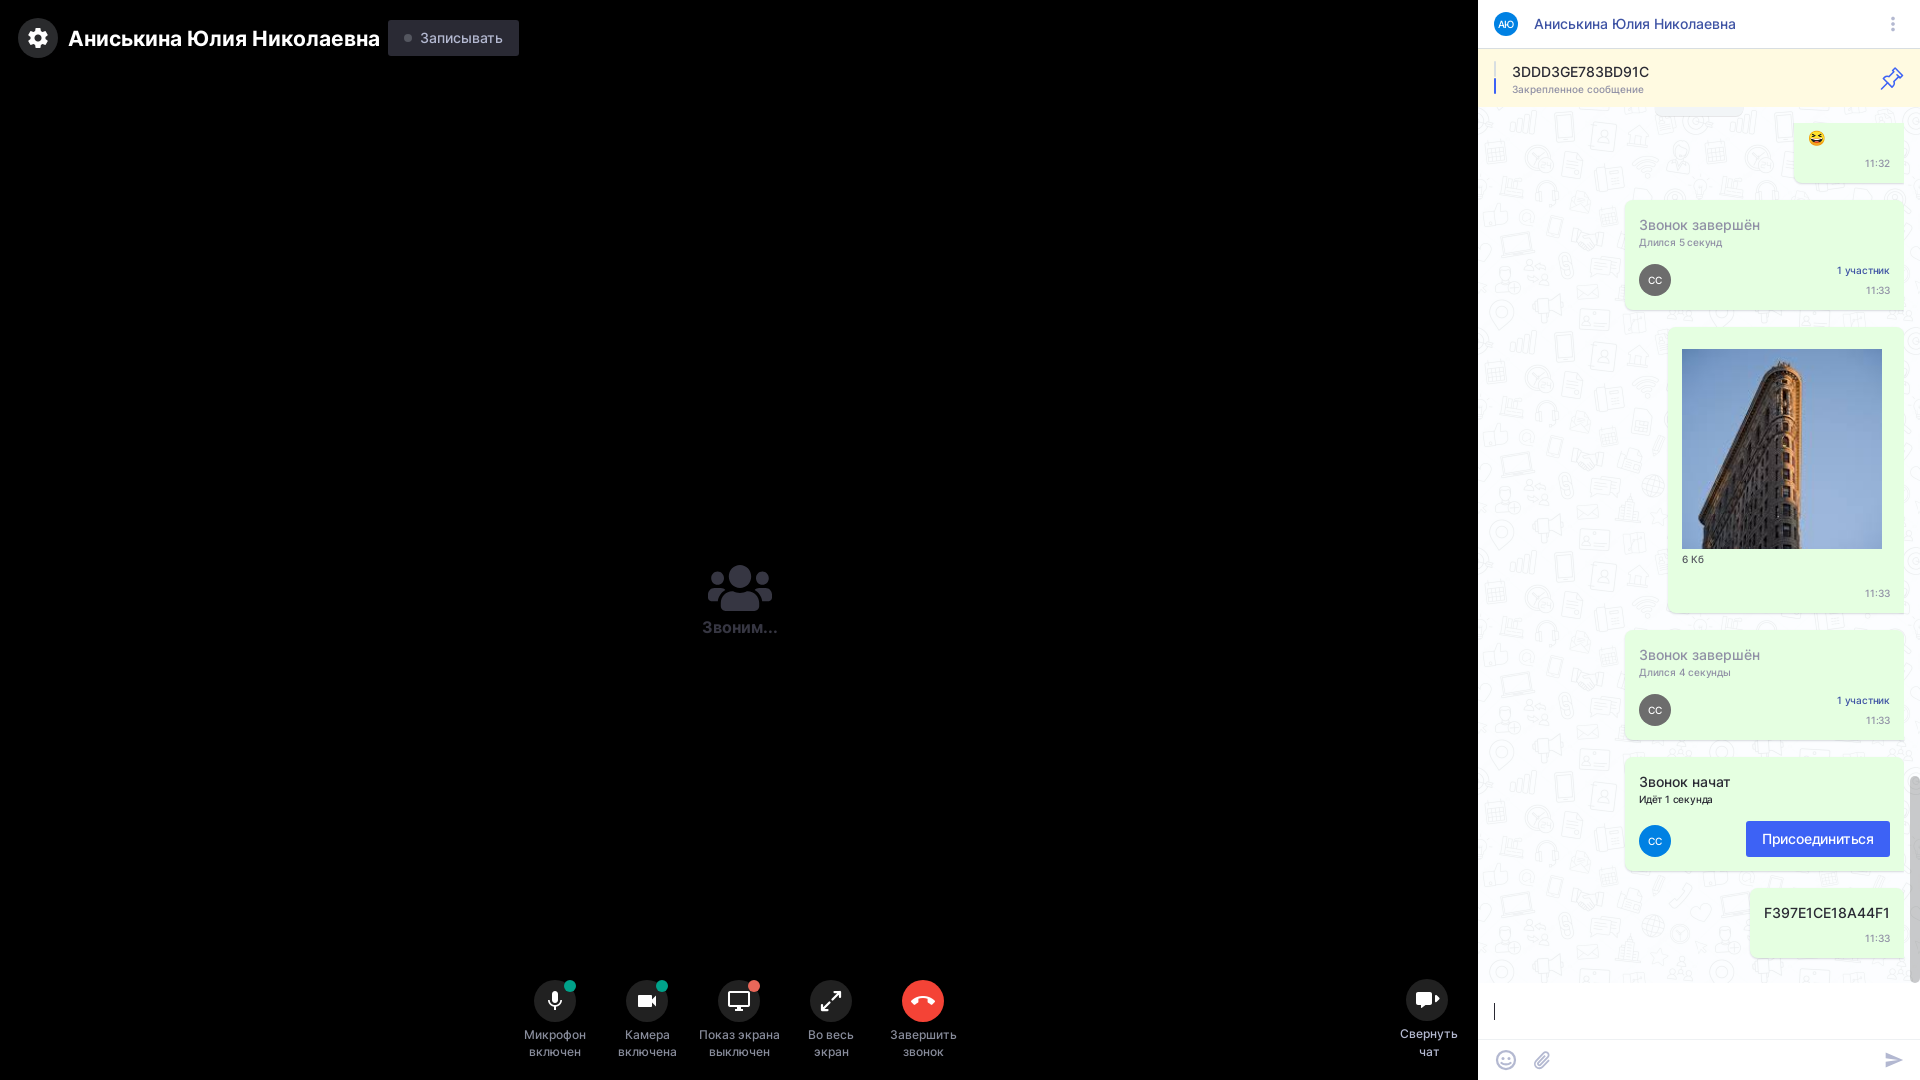 Аниськина Юлия Николаевна
Записывать
Звоним...
Микрофон
включен
Камера
включена
Показ экрана
выключен
Во весь
экран
Завершить
звонок
Свернуть
чат
АЮ
Аниськина Юлия Николаевна
3DDD3GE783BD91C
Закрепленное сообщение
11:32
Звонок завершён
Длился 5 секунд
1 участник
СС
11:33
6 Кб
11:33
Звонок завершён
Длился 4 секунды
1 участник
СС
11:33
Звонок начат
Идёт 1 секунда
СС
Присоединиться
F397E1CE18A44F1
11:33